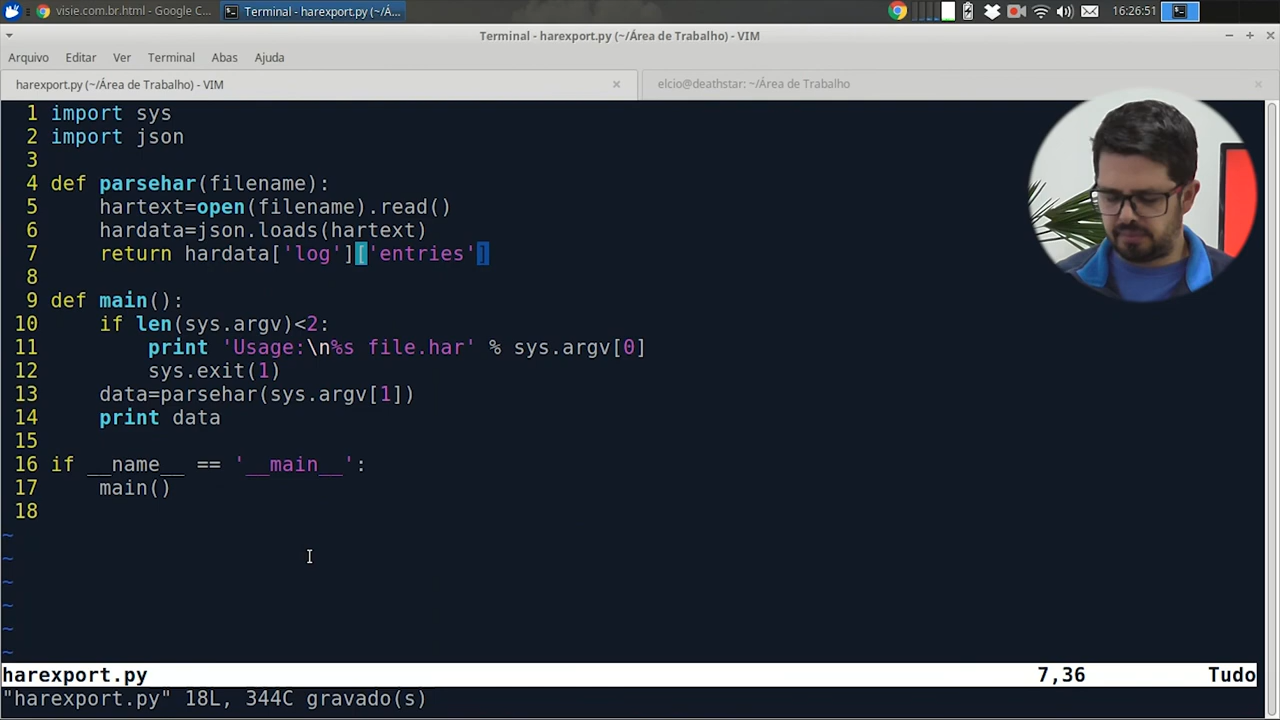 visie.com.br.html - Google C...
Terminal - harexport.py (~/Á...
16:26:51
Terminal - harexport.py (~/Área de Trabalho) - VIM
Arquivo Editar Ver Terminal Abas Ajuda
harexport.py (~/Área de Trabalho) - VIM
elcio@deathstar: ~/Área de Trabalho
1 import sys
2 import json
3
4 def parsehar(filename):
5     hartext=open(filename).read()
6     hardata=json.loads(hartext)
7     return hardata['log']['entries']
8
9 def main():
10     if len(sys.argv)<2:
11         print 'Usage:\n%s file.har' % sys.argv[0]
12         sys.exit(1)
13     data=parsehar(sys.argv[1])
14     print data
15
16 if __name__ == '__main__':
17     main()
18
~
~
~
~
~
~
harexport.py 7,36 Tudo
"harexport.py" 18L, 344C gravado(s)